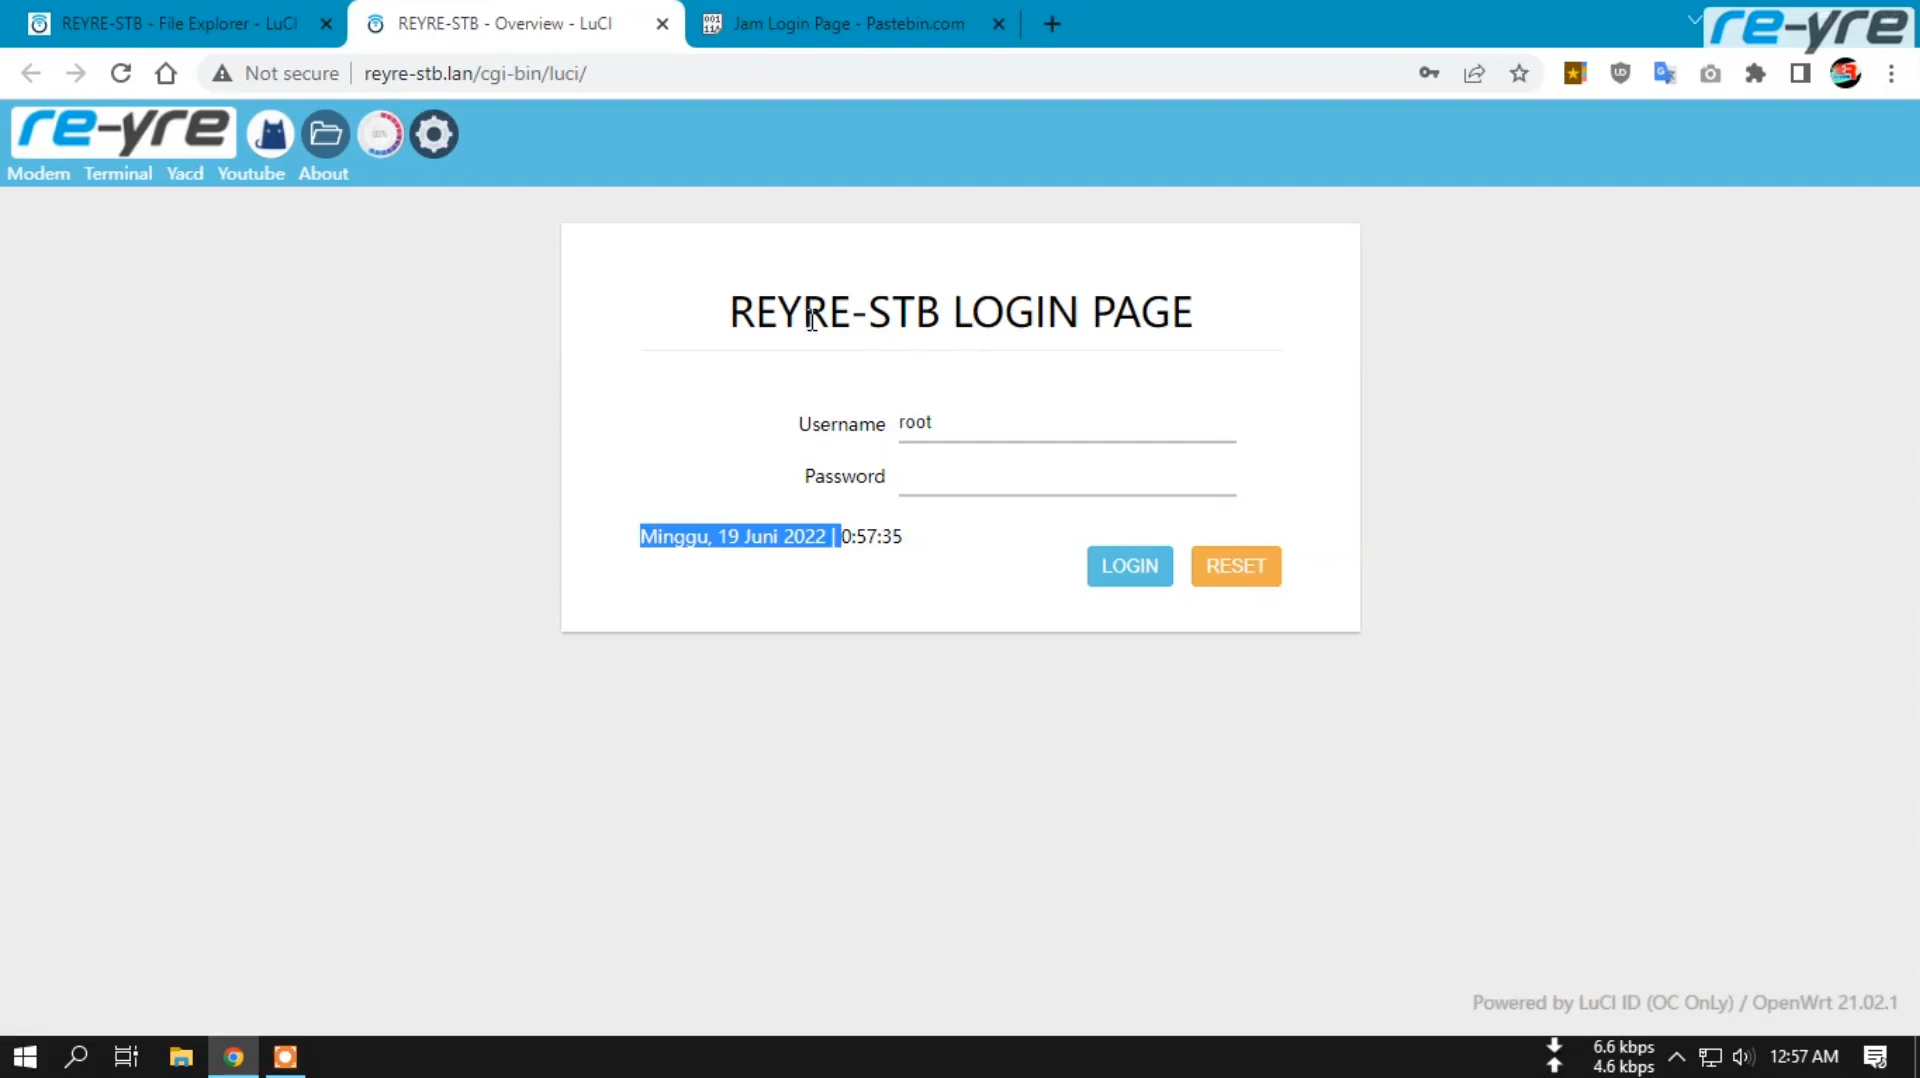 REYRE-STB - File Explorer - LuCI
REYRE-STB - Overview - LuCI
Jam Login Page - Pastebin.com
re-yre
Not secure
reyre-stb.lan/cgi-bin/luci/
re-yre
Modem Terminal Yacd Youtube About
REYRE-STB LOGIN PAGE
Username root
Password
Minggu, 19 Juni 2022 | 0:57:35
LOGIN RESET
Powered by LuCI ID (OC OnLy) / OpenWrt 21.02.1
6.6 kbps
4.6 kbps
12:57 AM